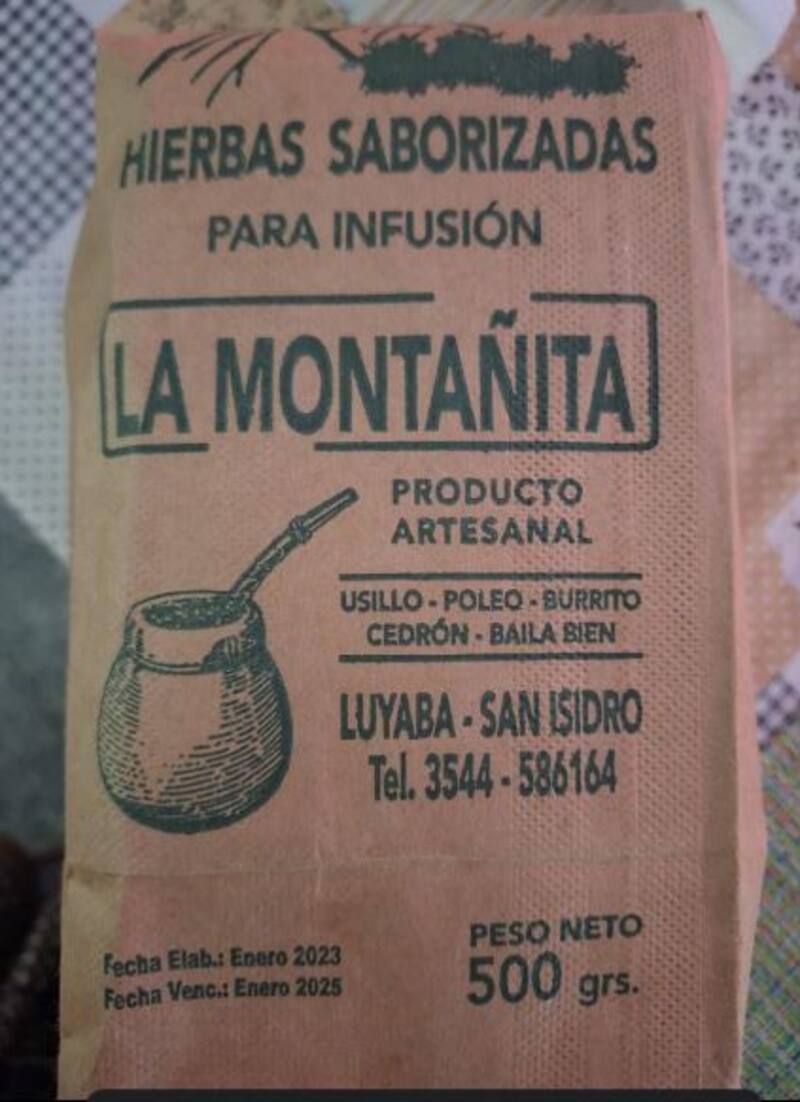 HIERBAS SABORIZADAS
PARA INFUSIÓN
LA MONTAÑITA
PRODUCTO
ARTESANAL
USILLO - POLEO - BURRITO
CEDRÓN - BAILA BIEN
LUYABA - SAN ISIDRO
Tel. 3544 - 586164
PESO NETO
500 grs.
Fecha Elab.: Enero 2023
Fecha Venc.: Enero 2025